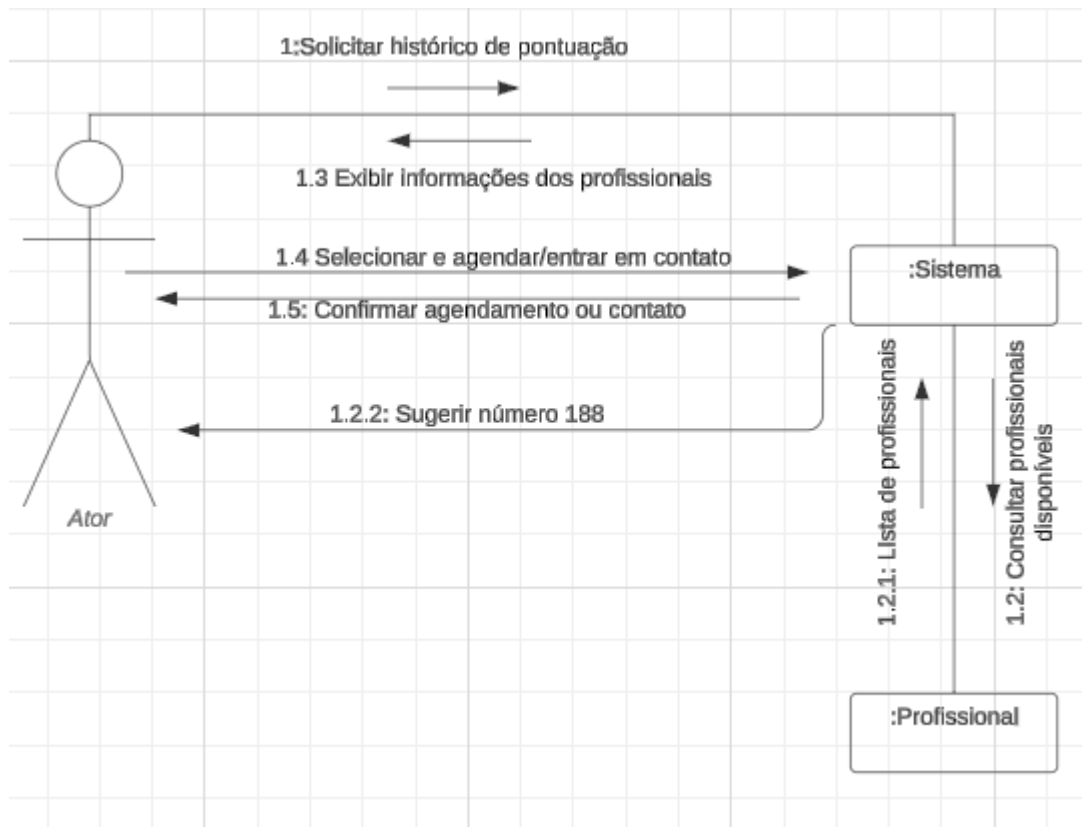 1:Solicitar histórico de pontuação
1.3 Exibir informações dos profissionais
1.4 Selecionar e agendar/entrar em contato
:Sistema
1.5: Confirmar agendamento ou contato
1.2.2: Sugerir número 188
Ator
1.2.1: LIsta de profissionais
1.2: Consultar profissionais
disponíveis
:Profissional